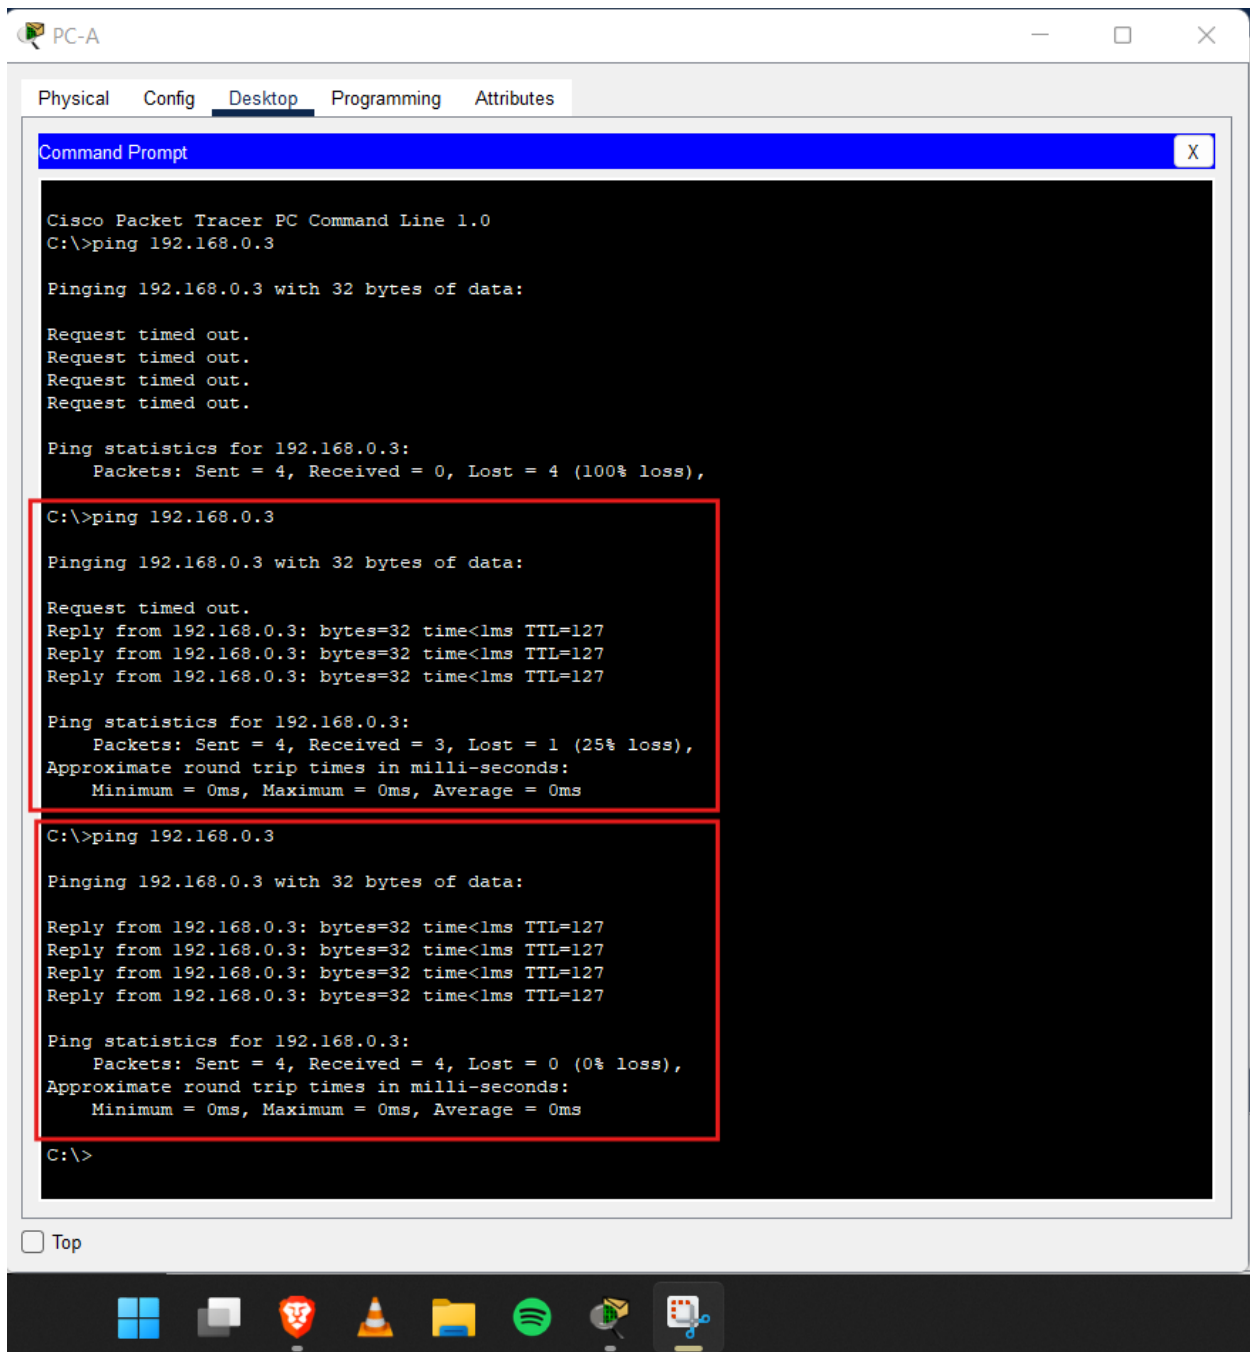 PC-A
Physical Config Desktop Programming Attributes
Command Prompt X
Cisco Packet Tracer PC Command Line 1.0
C:\>ping 192.168.0.3
Pinging 192.168.0.3 with 32 bytes of data:
Request timed out.
Request timed out.
Request timed out.
Request timed out.
Ping statistics for 192.168.0.3:
Packets: Sent = 4, Received = 0, Lost = 4 (100% loss),
C:\>ping 192.168.0.3
Pinging 192.168.0.3 with 32 bytes of data:
Request timed out.
Reply from 192.168.0.3: bytes=32 time<1ms TTL=127
Reply from 192.168.0.3: bytes=32 time<1ms TTL=127
Reply from 192.168.0.3: bytes=32 time<1ms TTL=127
Ping statistics for 192.168.0.3:
Packets: Sent = 4, Received = 3, Lost = 1 (25% loss),
Approximate round trip times in milli-seconds:
Minimum = 0ms, Maximum = 0ms, Average = 0ms
C:\>ping 192.168.0.3
Pinging 192.168.0.3 with 32 bytes of data:
Reply from 192.168.0.3: bytes=32 time<1ms TTL=127
Reply from 192.168.0.3: bytes=32 time<1ms TTL=127
Reply from 192.168.0.3: bytes=32 time<1ms TTL=127
Reply from 192.168.0.3: bytes=32 time<1ms TTL=127
Ping statistics for 192.168.0.3:
Packets: Sent = 4, Received = 4, Lost = 0 (0% loss),
Approximate round trip times in milli-seconds:
Minimum = 0ms, Maximum = 0ms, Average = 0ms
C:\>
Top